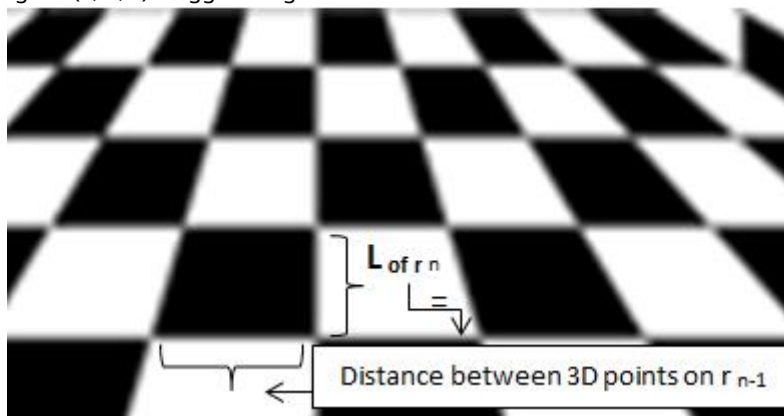 L of r n
=
Distance between 3D points on r n-1